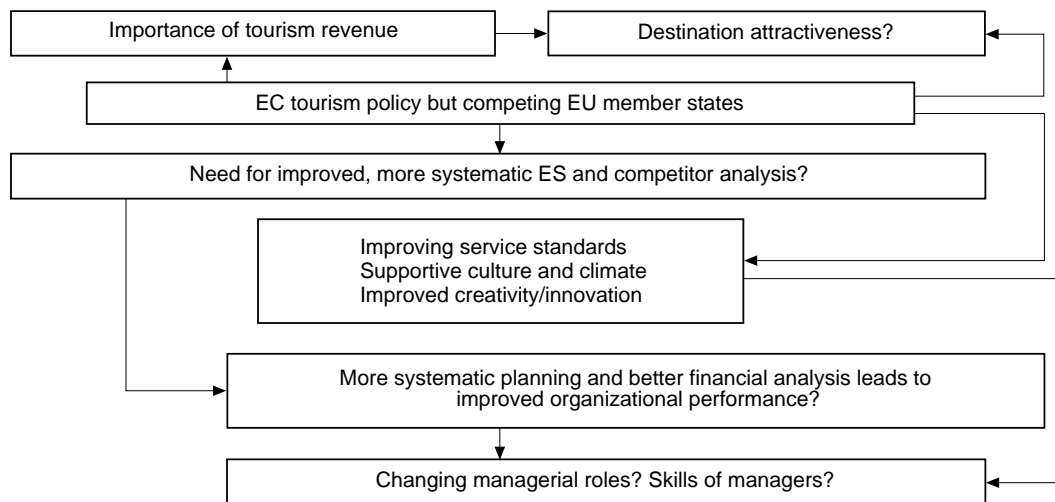 Importance of tourism revenue
Destination attractiveness?
EC tourism policy but competing EU member states
Need for improved, more systematic ES and competitor analysis?
Improving service standards
Supportive culture and climate
Improved creativity/innovation
More systematic planning and better financial analysis leads to
improved organizational performance?
Changing managerial roles? Skills of managers?